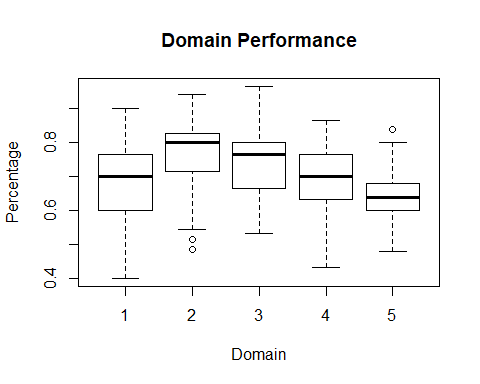 Domain Performance
Percentage
0.8
0.6
0.4
1 2 3 4 5
Domain